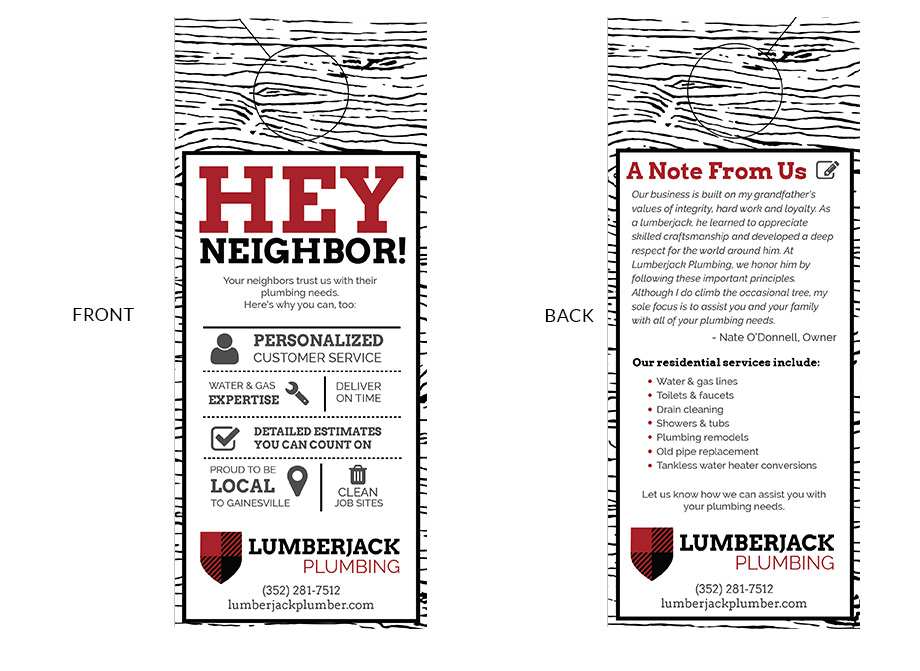 FRONT
HEY
NEIGHBOR!
Your neighbors trust us with their
plumbing needs.
Here's why you can, too:
PERSONALIZED
CUSTOMER SERVICE
WATER & GAS
EXPERTISE
DELIVER
ON TIME
DETAILED ESTIMATES
YOU CAN COUNT ON
PROUD TO BE
LOCAL
TO GAINESVILLE
CLEAN
JOB SITES
LUMBERJACK
PLUMBING
(352) 281-7512
lumberjackplumber.com
BACK
A Note From Us
Our business is built on my grandfather's
values of integrity, hard work and loyalty. As
a lumberjack, he learned to appreciate
skilled craftsmanship and developed a deep
respect for the world around him. At
Lumberjack Plumbing, we honor him by
following these important principles.
Although I do climb the occasional tree, my
sole focus is to assist you and your family
with all of your plumbing needs.
- Nate O'Donnell, Owner
Our residential services include:
• Water & gas lines
• Toilets & faucets
• Drain cleaning
• Showers & tubs
• Plumbing remodels
• Old pipe replacement
• Tankless water heater conversions
Let us know how we can assist you with
your plumbing needs.
LUMBERJACK
PLUMBING
(352) 281-7512
lumberjackplumber.com